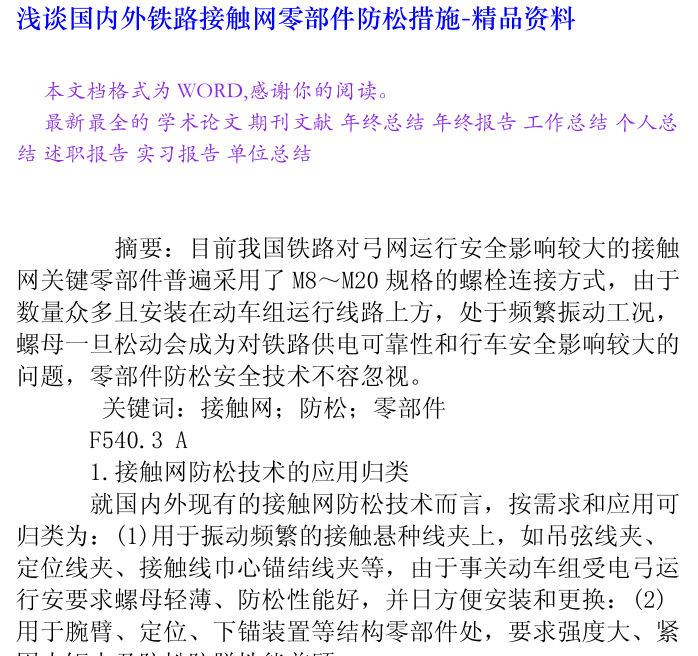 浅谈国内外铁路接触网零部件防松措施-精品资料
本文档格式为 WORD,感谢你的阅读。
最新最全的 学术论文 期刊文献 年终总结 年终报告 工作总结 个人总
结 述职报告 实习报告 单位总结
摘要：目前我国铁路对弓网运行安全影响较大的接触
网关键零部件普遍采用了 M8～M20 规格的螺栓连接方式，由于
数量众多且安装在动车组运行线路上方，处于频繁振动工况，
螺母一旦松动会成为对铁路供电可靠性和行车安全影响较大的
问题，零部件防松安全技术不容忽视。
关键词：接触网；防松；零部件
F540.3 A
1.接触网防松技术的应用归类
就国内外现有的接触网防松技术而言，按需求和应用可
归类为：(1)用于振动频繁的接触悬种线夹上，如吊弦线夹、
定位线夹、接触线巾心锚结线夹等，由于事关动车组受电弓运
行安要求螺母轻薄、防松性能好，并日方便安装和更换：(2)
用于腕臂、定位、下锚装置等结构零部件处，要求强度大、紧